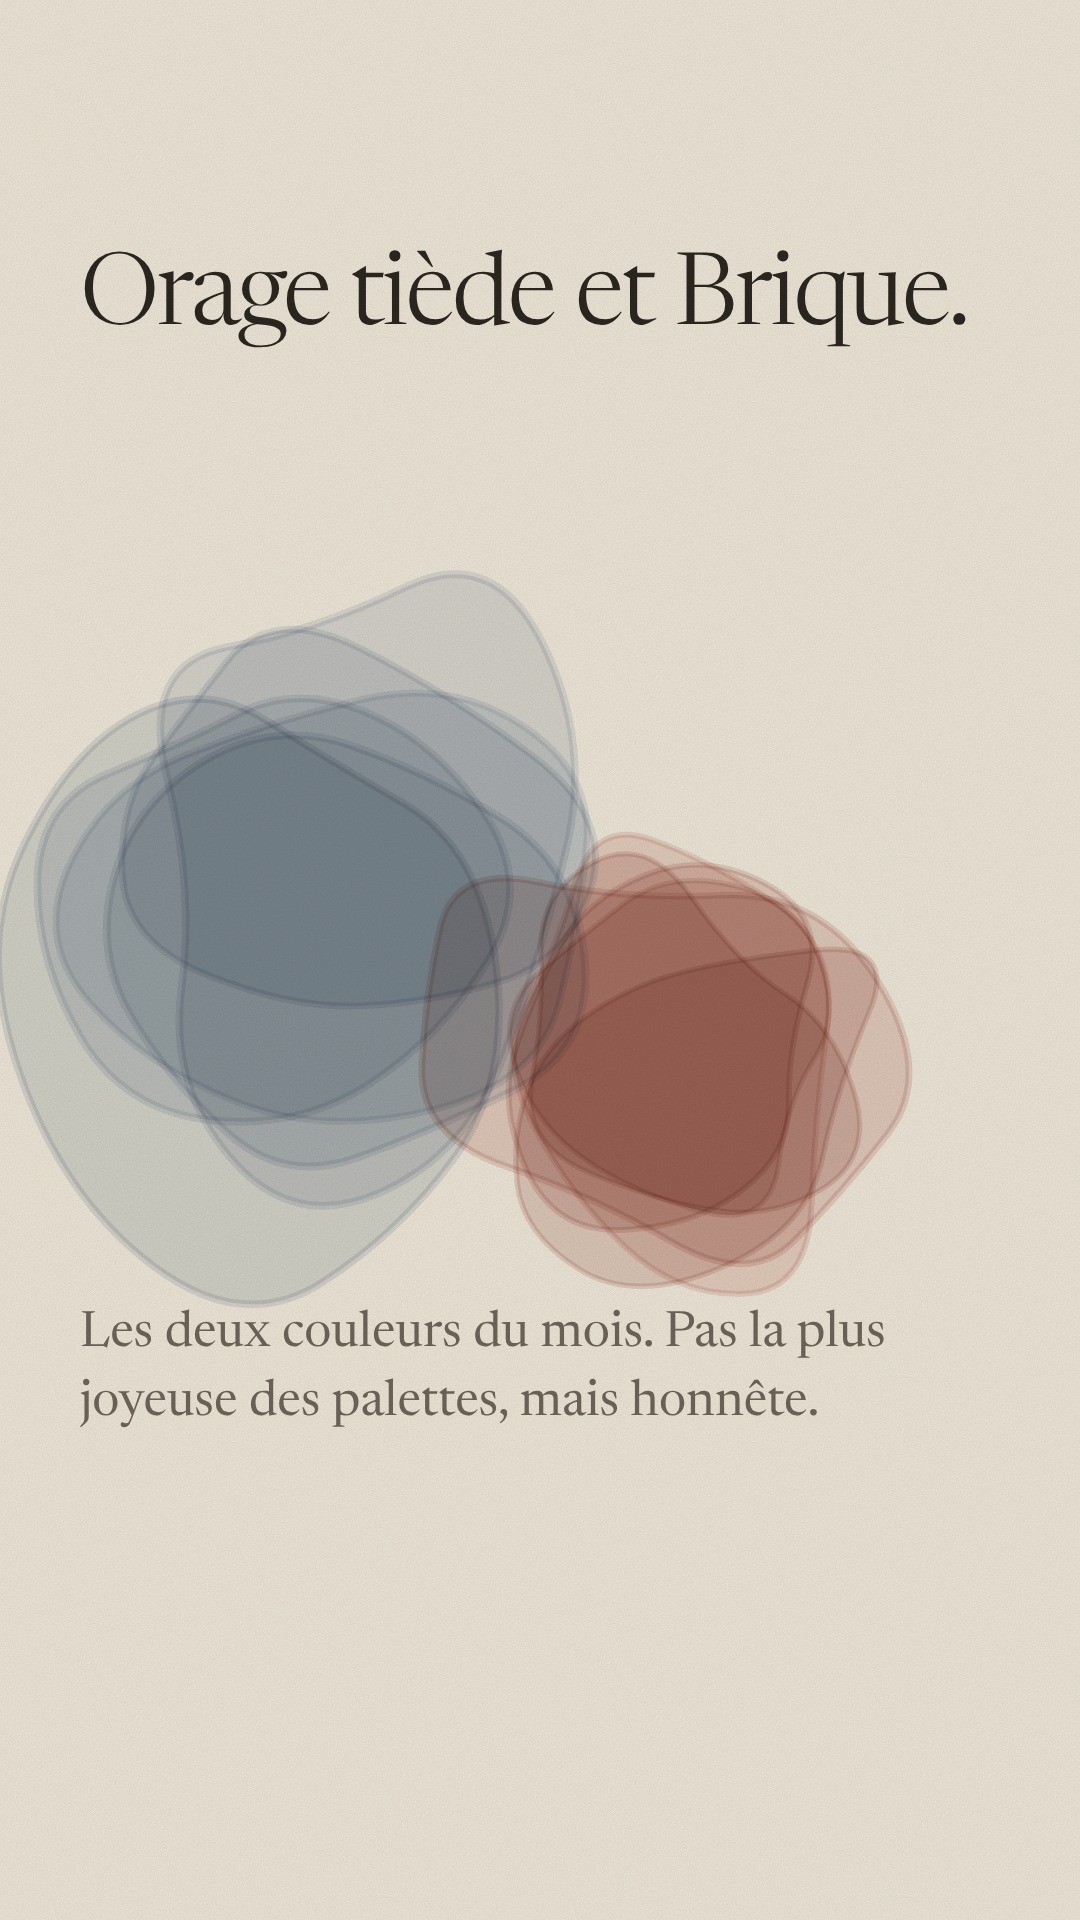 Orage tiède et Brique.
Les deux couleurs du mois. Pas la plus
joyeuse des palettes, mais honnête.